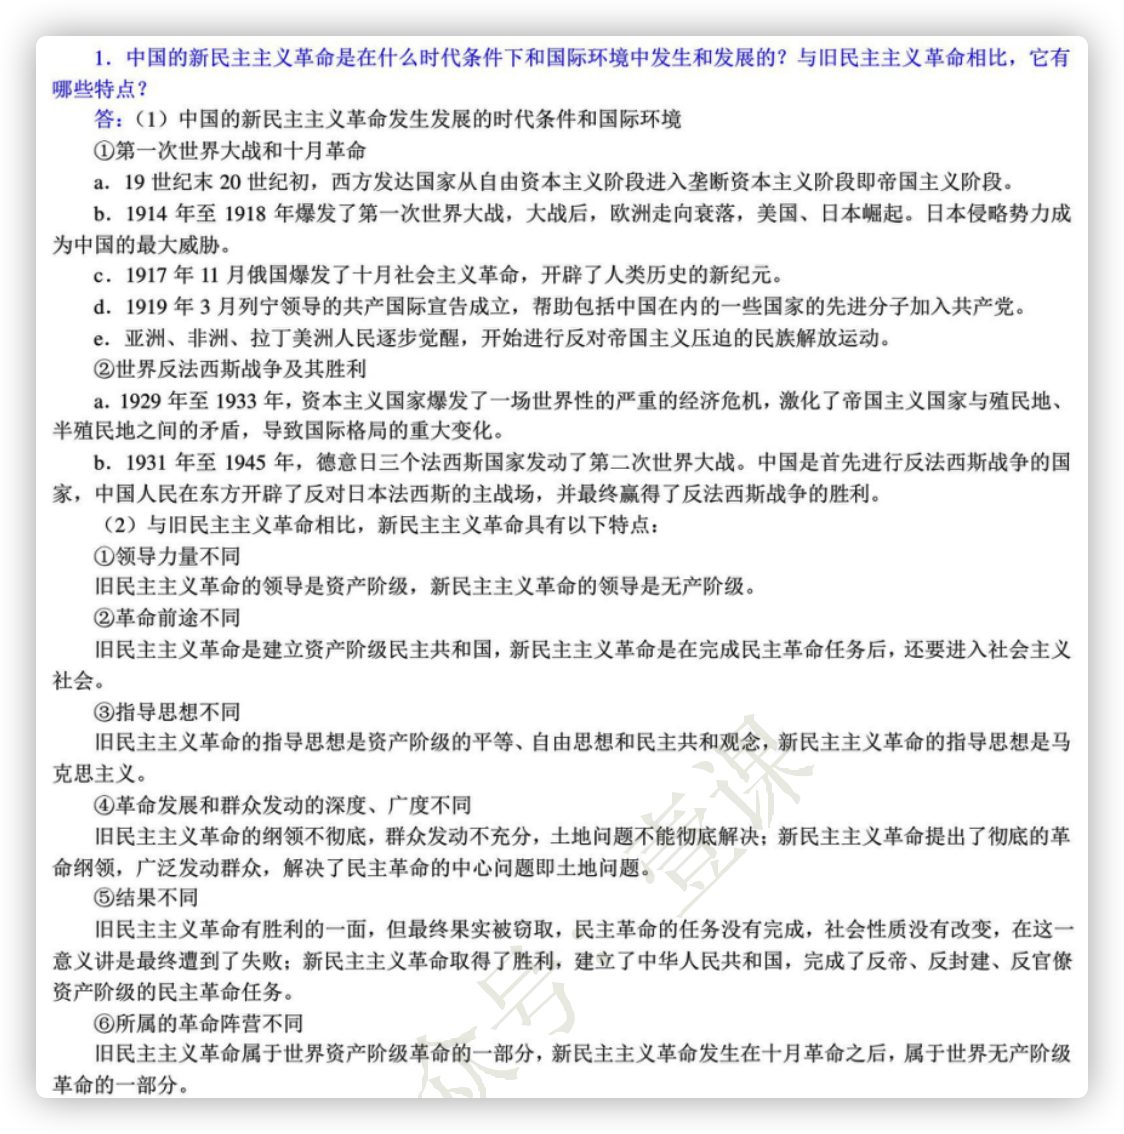 1．中国的新民主主义革命是在什么时代条件下和国际环境中发生和发展的？与旧民主主义革命相比，它有
哪些特点？
答：（1）中国的新民主主义革命发生发展的时代条件和国际环境
①第一次世界大战和十月革命
a．19 世纪末 20 世纪初，西方发达国家从自由资本主义阶段进入垄断资本主义阶段即帝国主义阶段。
b．1914 年至 1918 年爆发了第一次世界大战，大战后，欧洲走向衰落，美国、日本崛起。日本侵略势力成
为中国的最大威胁。
c．1917 年 11 月俄国爆发了十月社会主义革命，开辟了人类历史的新纪元。
d．1919 年 3 月列宁领导的共产国际宣告成立，帮助包括中国在内的一些国家的先进分子加入共产党。
e．亚洲、非洲、拉丁美洲人民逐步觉醒，开始进行反对帝国主义压迫的民族解放运动。
②世界反法西斯战争及其胜利
a．1929 年至 1933 年，资本主义国家爆发了一场世界性的严重的经济危机，激化了帝国主义国家与殖民地、
半殖民地之间的矛盾，导致国际格局的重大变化。
b．1931 年至 1945 年，德意日三个法西斯国家发动了第二次世界大战。中国是首先进行反法西斯战争的国
家，中国人民在东方开辟了反对日本法西斯的主战场，并最终赢得了反法西斯战争的胜利。
（2）与旧民主主义革命相比，新民主主义革命具有以下特点：
①领导力量不同
旧民主主义革命的领导是资产阶级，新民主主义革命的领导是无产阶级。
②革命前途不同
旧民主主义革命是建立资产阶级民主共和国，新民主主义革命是在完成民主革命任务后，还要进入社会主义
社会。
③指导思想不同
旧民主主义革命的指导思想是资产阶级的平等、自由思想和民主共和观念，新民主主义革命的指导思想是马
克思主义。
④革命发展和群众发动的深度、广度不同
旧民主主义革命的纲领不彻底，群众发动不充分，土地问题不能彻底解决；新民主主义革命提出了彻底的革
命纲领，广泛发动群众，解决了民主革命的中心问题即土地问题。
⑤结果不同
旧民主主义革命有胜利的一面，但最终果实被窃取，民主革命的任务没有完成，社会性质没有改变，在这一
意义讲是最终遭到了失败；新民主主义革命取得了胜利，建立了中华人民共和国，完成了反帝、反封建、反官僚
资产阶级的民主革命任务。
⑥所属的革命阵营不同
旧民主主义革命属于世界资产阶级革命的一部分，新民主主义革命发生在十月革命之后，属于世界无产阶级
革命的一部分。
众号：壹课